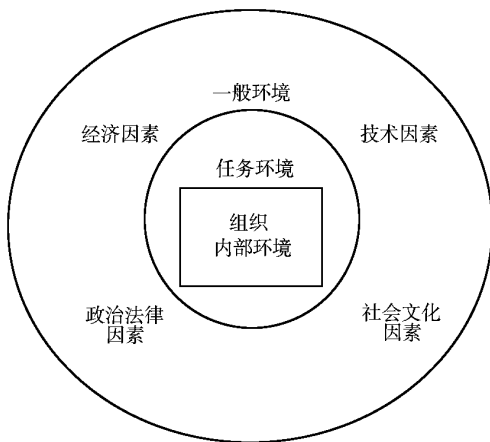 一般环境
经济因素
技术因素
任务环境
组织
内部环境
政治法律
因素
社会文化
因素